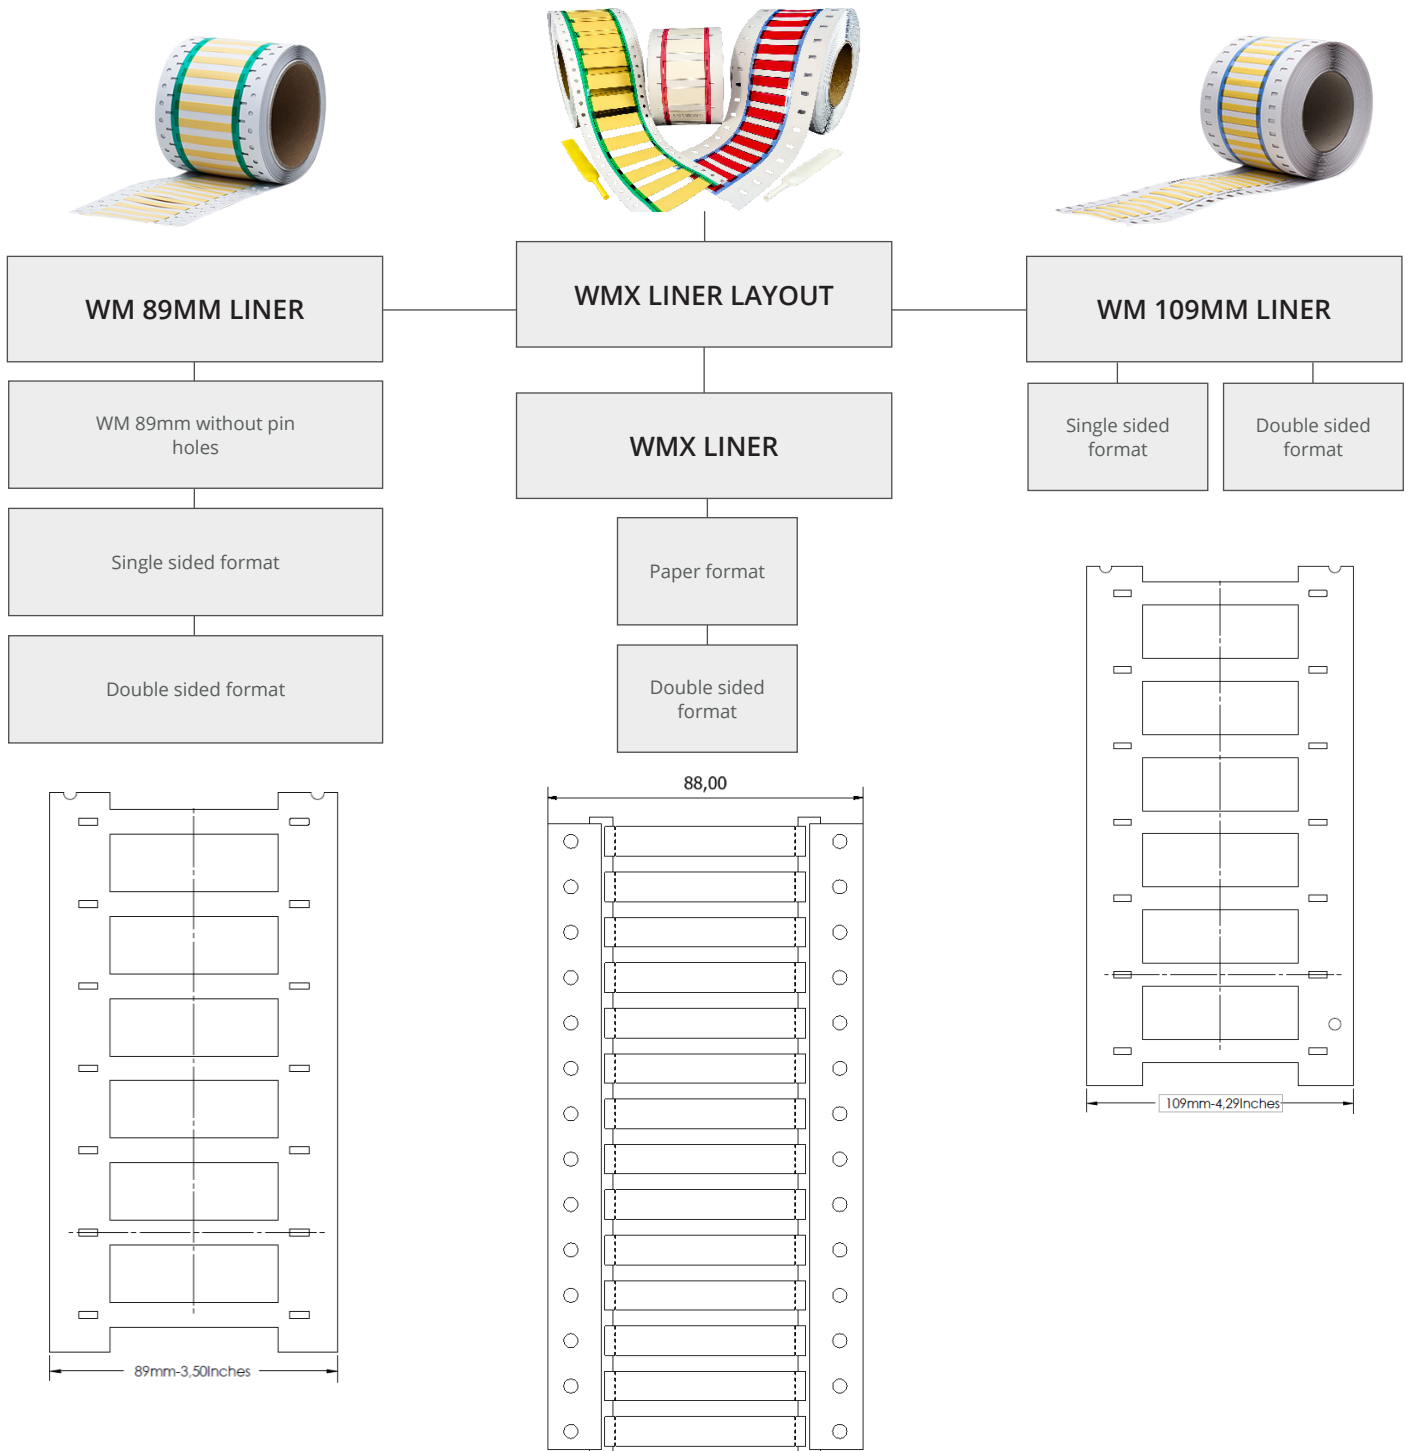 WM 89MM LINER
WM 89mm without pin
holes
Single sided format
Double sided format
89mm-3,50Inches
WMX LINER LAYOUT
WMX LINER
Paper format
Double sided
format
88,00
WM 109MM LINER
Single sided
format
Double sided
format
109mm-4,29Inches